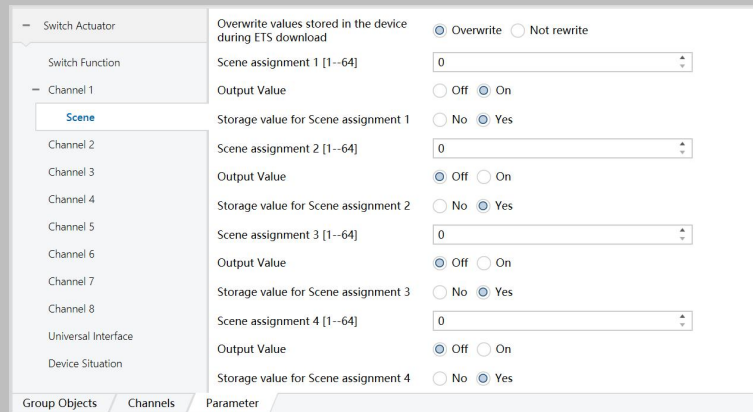 Switch Actuator
Switch Function
Channel 1
Scene
Channel 2
Channel 3
Channel 4
Channel 5
Channel 6
Channel 7
Channel 8
Universal Interface
Device Situation
Overwrite values stored in the device
during ETS download
Overwrite Not rewrite
Scene assignment 1 [1--64] 0
Output Value Off On
Storage value for Scene assignment 1 No Yes
Scene assignment 2 [1--64] 0
Output Value Off On
Storage value for Scene assignment 2 No Yes
Scene assignment 3 [1--64] 0
Output Value Off On
Storage value for Scene assignment 3 No Yes
Scene assignment 4 [1--64] 0
Output Value Off On
Storage value for Scene assignment 4 No Yes
Group Objects Channels Parameter